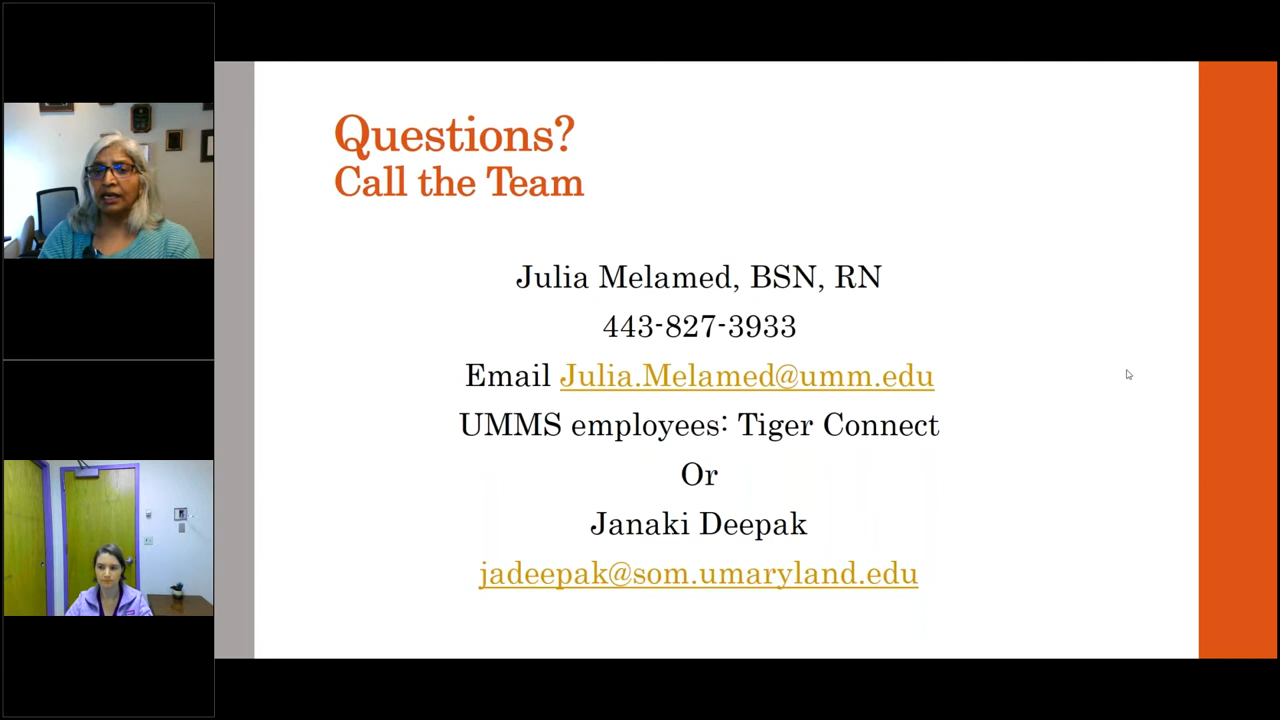 Questions?
Call the Team
Julia Melamed, BSN, RN
443-827-3933
Email Julia.Melamed@umm.edu
UMMS employees: Tiger Connect
Or
Janaki Deepak
jadeepak@som.umaryland.edu